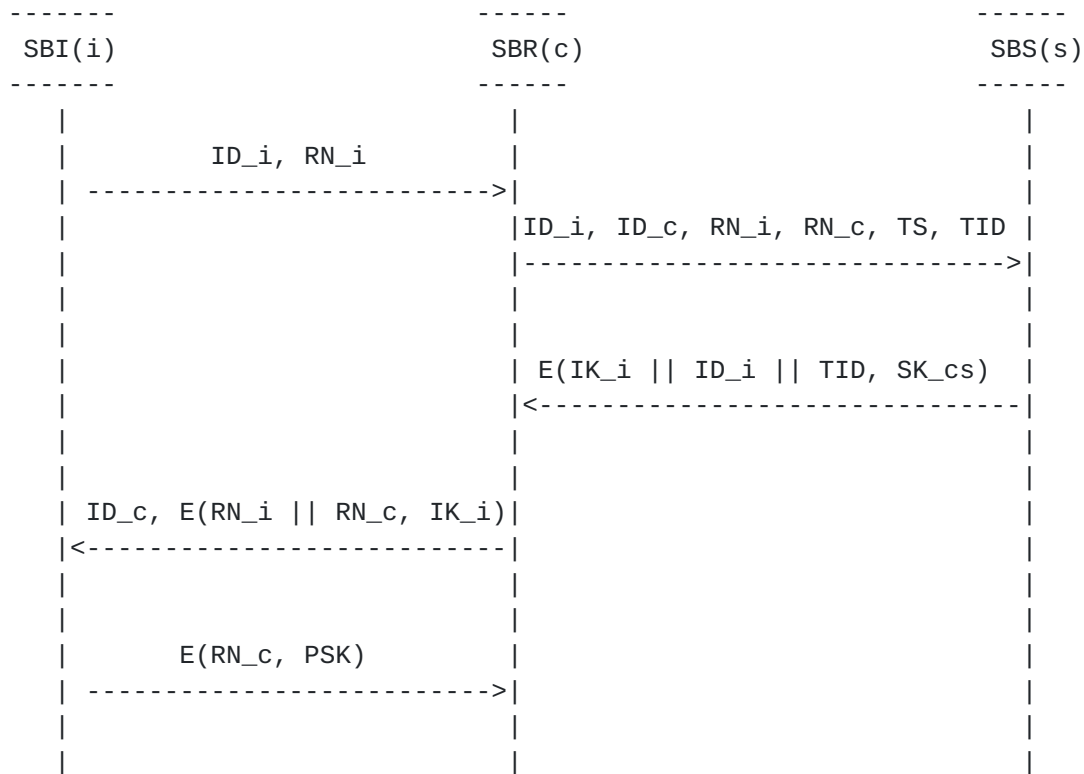 SBI(i) SBR(c) SBS(s)
ID_i, RN_i
ID_i, ID_c, RN_i, RN_c, TS, TID
E(IK_i || ID_i || TID, SK_cs)
ID_c, E(RN_i || RN_c, IK_i)
E(RN_c, PSK)